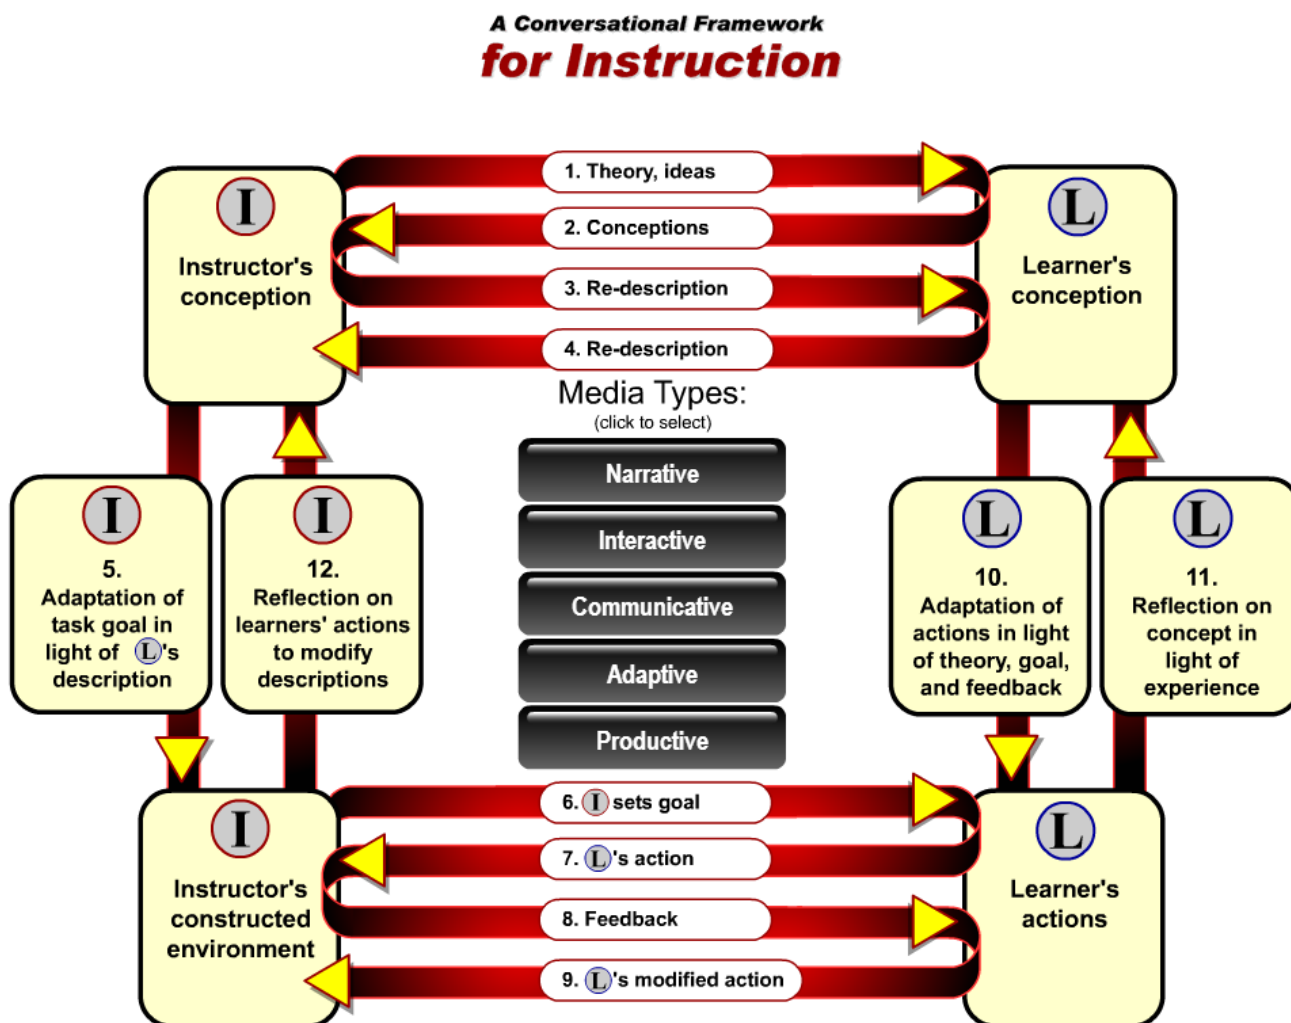 A Conversational Framework
for Instruction
1. Theory, ideas
I
L
2. Conceptions
Instructor's
conception
Learner's
conception
3. Re-description
4. Re-description
Media Types:
(click to select)
Narrative
Interactive
Communicative
Adaptive
Productive
I
5.
Adaptation of
task goal in
light of L's
description
I
12.
Reflection on
learners' actions
to modify
descriptions
L
10.
Adaptation of
actions in light
of theory, goal,
and feedback
L
11.
Reflection on
concept in
light of
experience
6. I sets goal
I
L
7. L's action
Instructor's
constructed
environment
Learner's
actions
8. Feedback
9. L's modified action